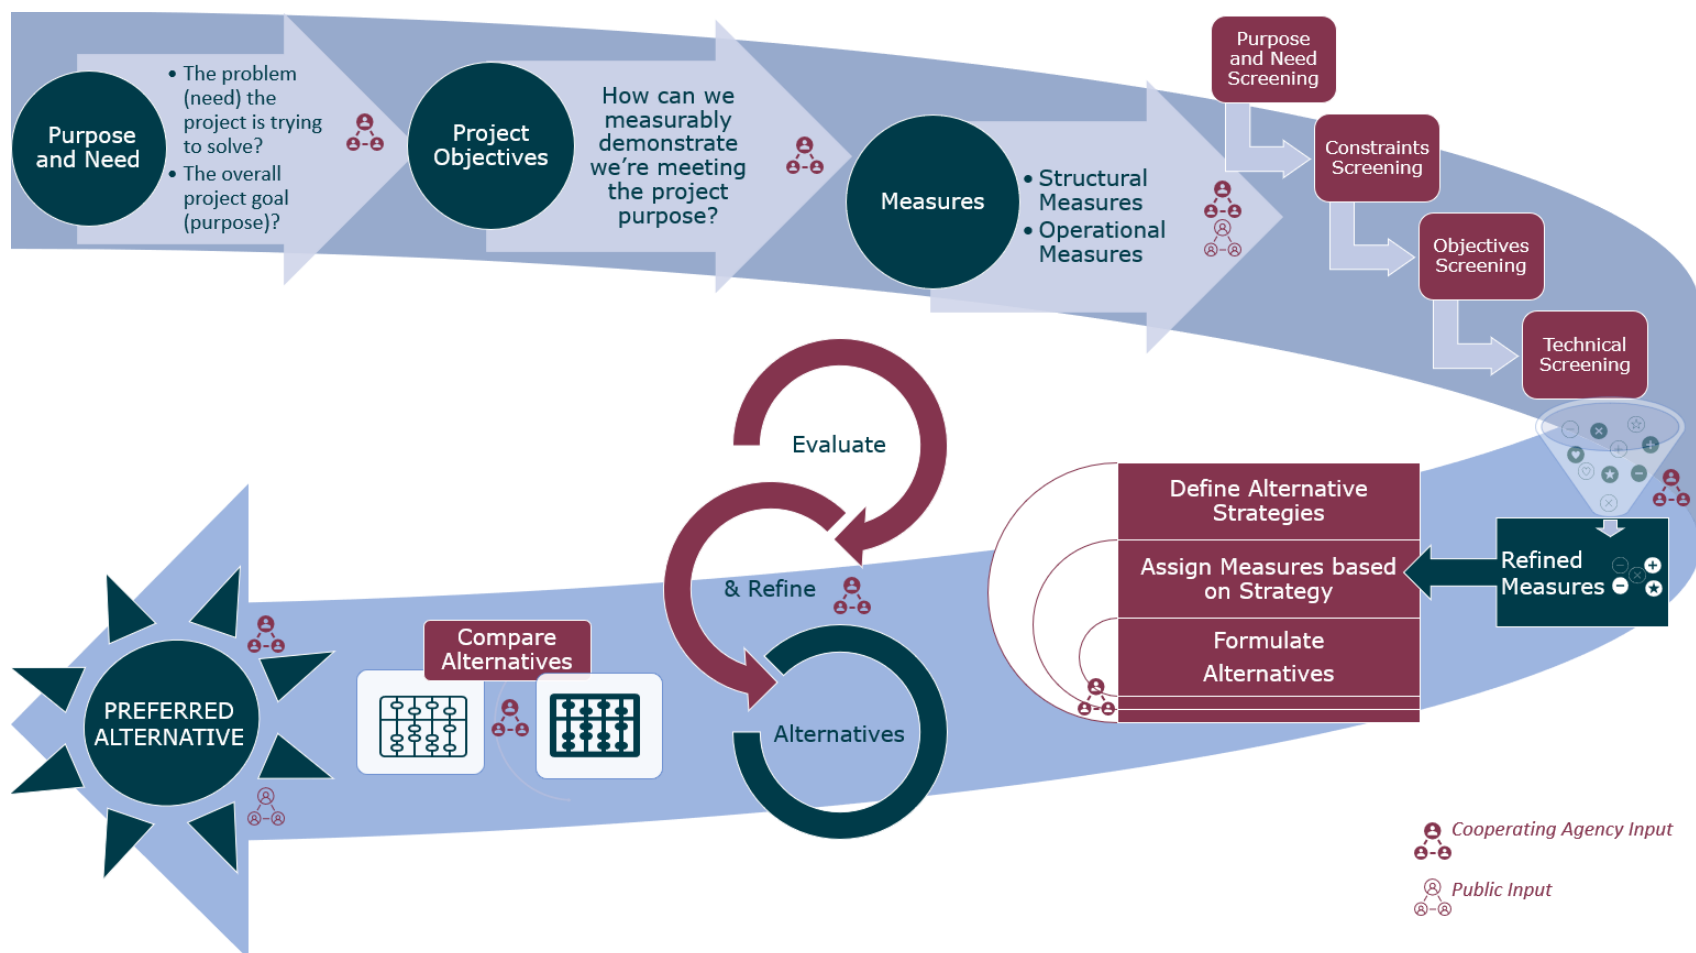 Purpose
and Need
• The problem
(need) the
project is trying
to solve?
• The overall
project goal
(purpose)?
Project
Objectives
How can we
measurably
demonstrate
we’re meeting
the project
purpose?
Measures
• Structural
Measures
• Operational
Measures
Purpose
and Need
Screening
Constraints
Screening
Objectives
Screening
Technical
Screening
Refined
Measures
Define Alternative
Strategies
Assign Measures based
on Strategy
Formulate
Alternatives
Evaluate
& Refine
Alternatives
Compare
Alternatives
PREFERRED
ALTERNATIVE
Cooperating Agency Input
Public Input